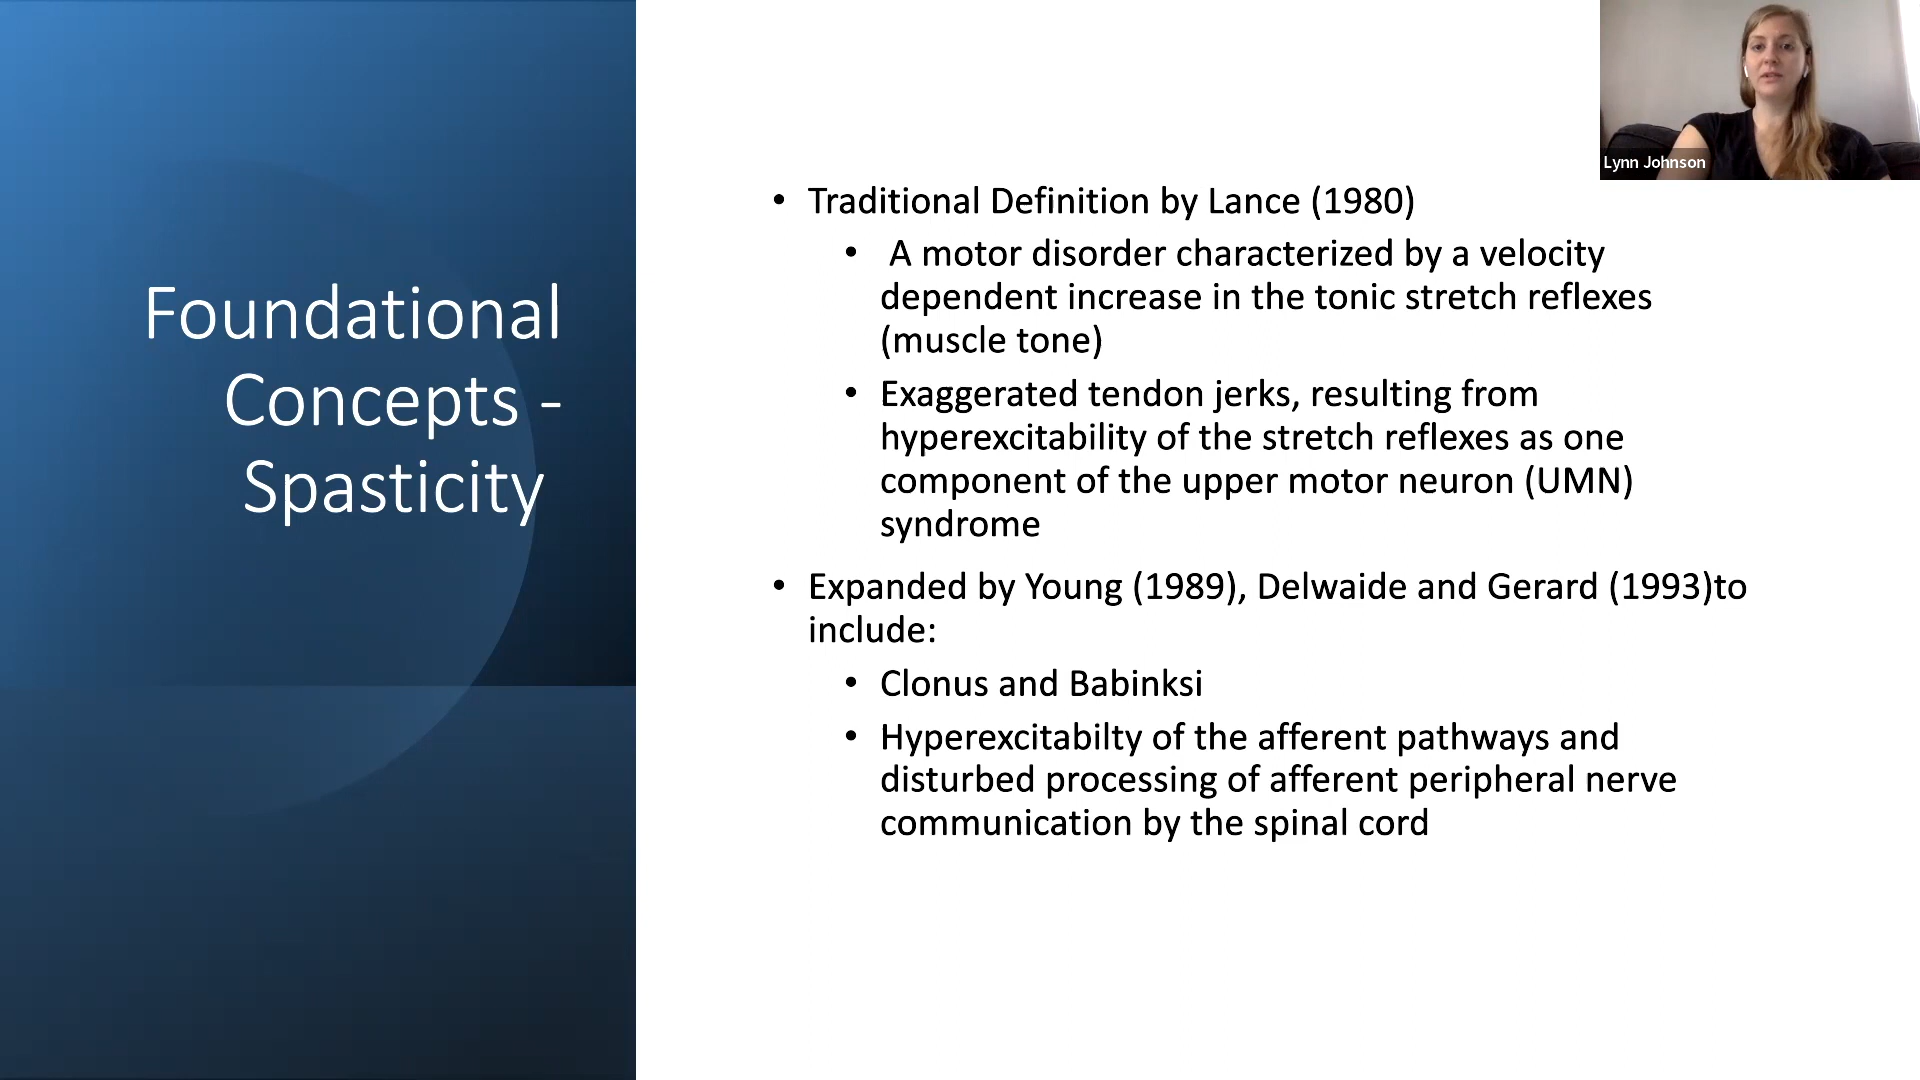 Foundational
Concepts -
Spasticity
• Traditional Definition by Lance (1980)
• A motor disorder characterized by a velocity
dependent increase in the tonic stretch reflexes
(muscle tone)
• Exaggerated tendon jerks, resulting from
hyperexcitability of the stretch reflexes as one
component of the upper motor neuron (UMN)
syndrome
• Expanded by Young (1989), Delwaide and Gerard (1993)to
include:
• Clonus and Babinksi
• Hyperexcitabilty of the afferent pathways and
disturbed processing of afferent peripheral nerve
communication by the spinal cord
Lynn Johnson